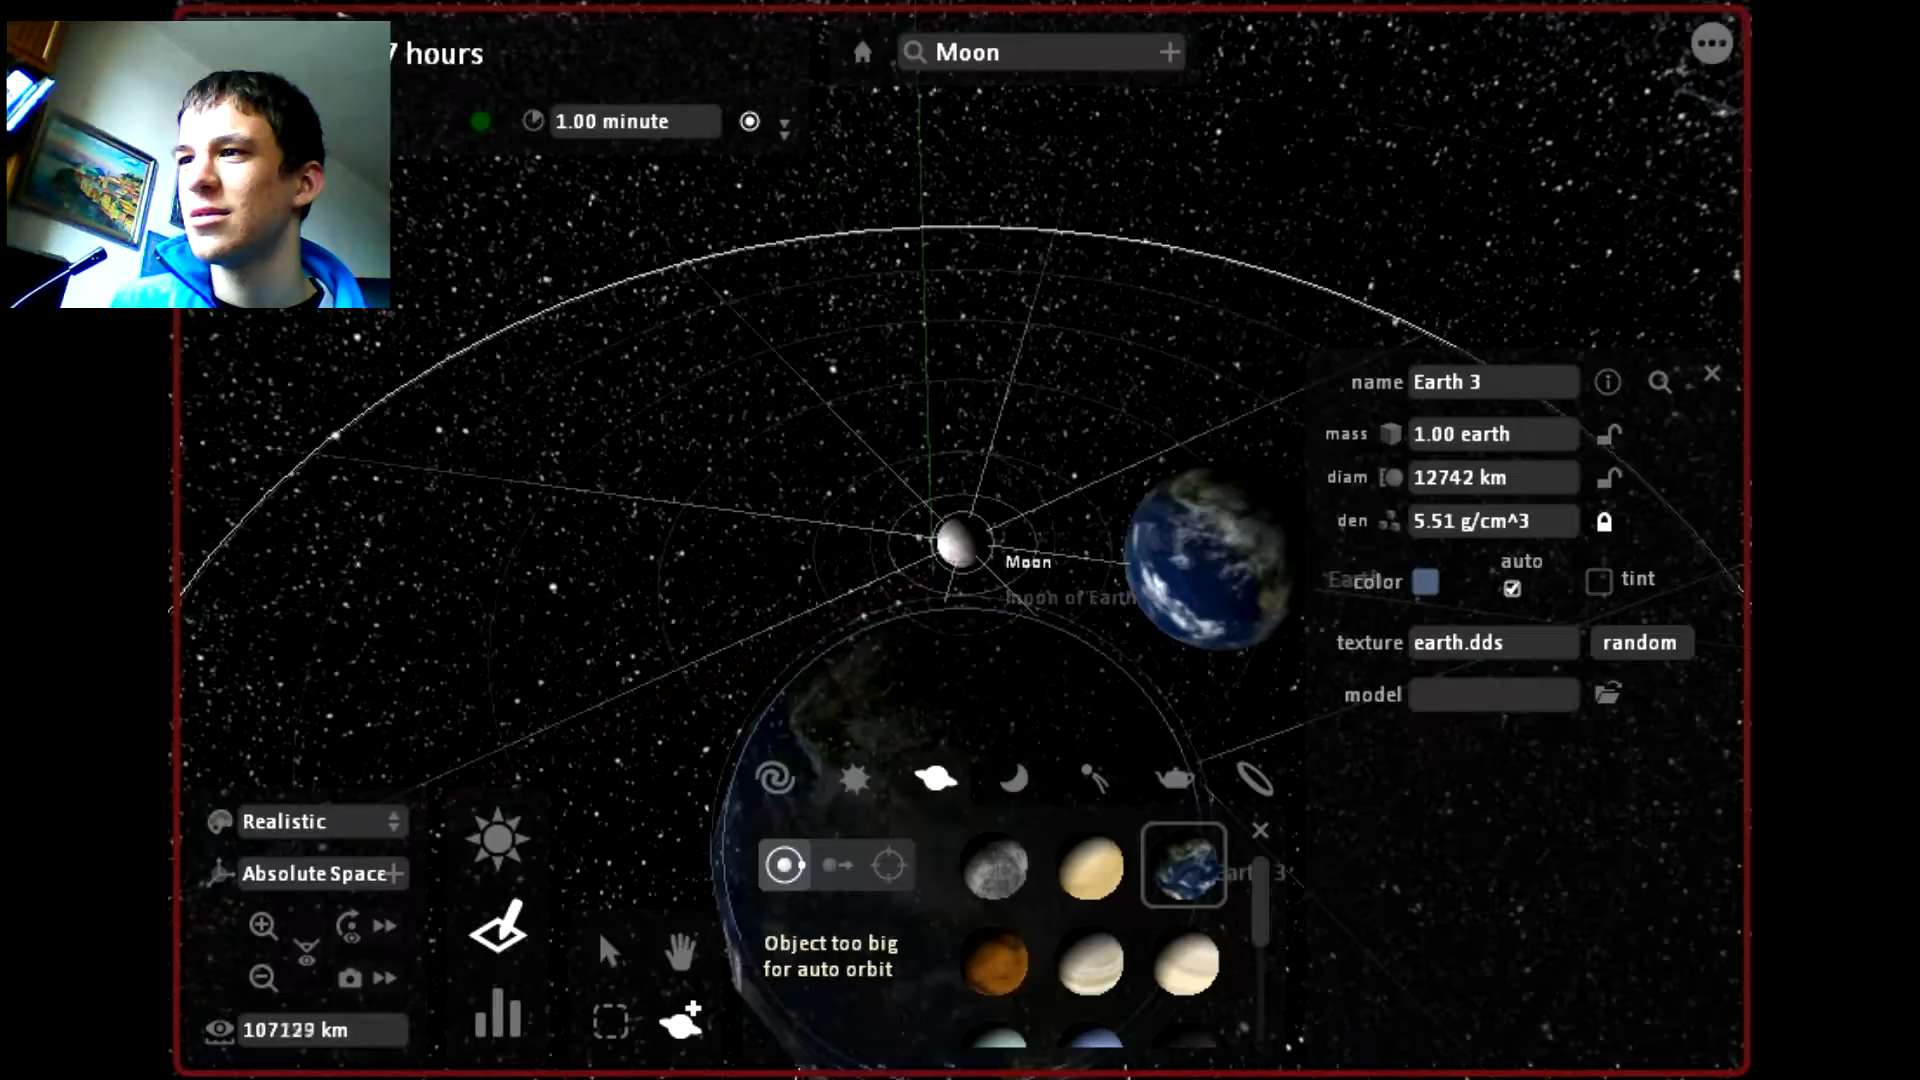 7 hours
Moon
1.00 minute
name Earth 3
mass 1.00 earth
diam 12742 km
den 5.51 g/cm^3
auto
color
tint
texture earth.dds random
model
Moon
moon of Earth
Realistic
Absolute Space
107129 km
Object too big
for auto orbit